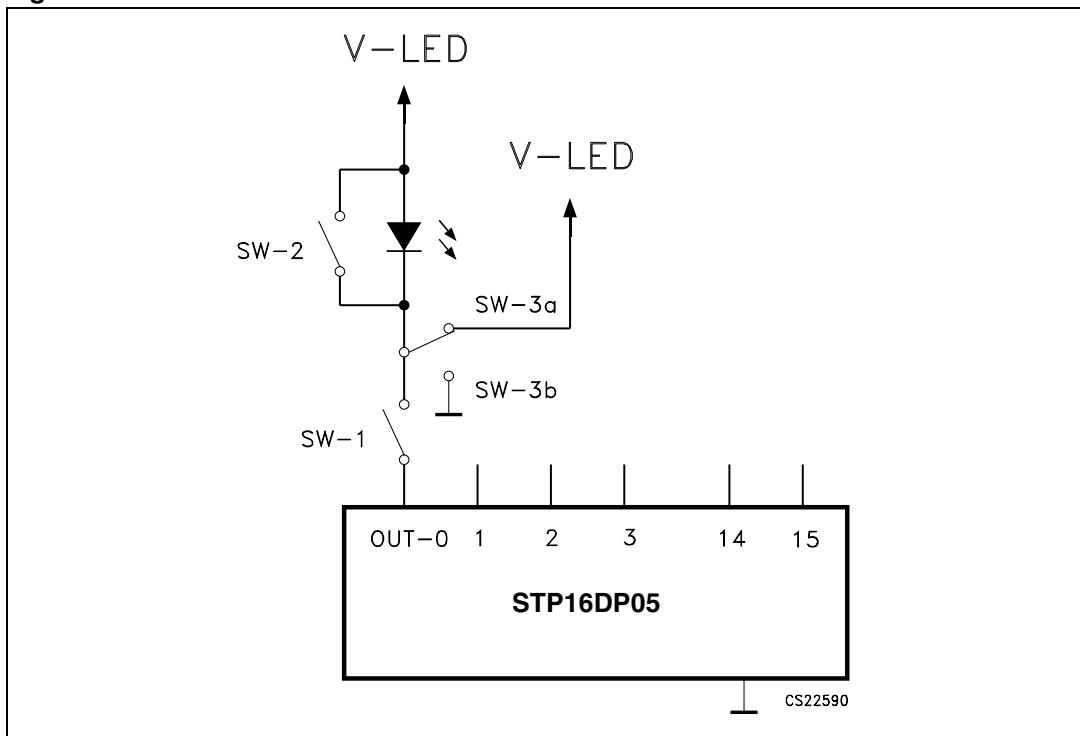 V-LED
V-LED
SW-2
SW-3a
SW-3b
SW-1
OUT-0 1 2 3 14 15
STP16DP05
CS22590